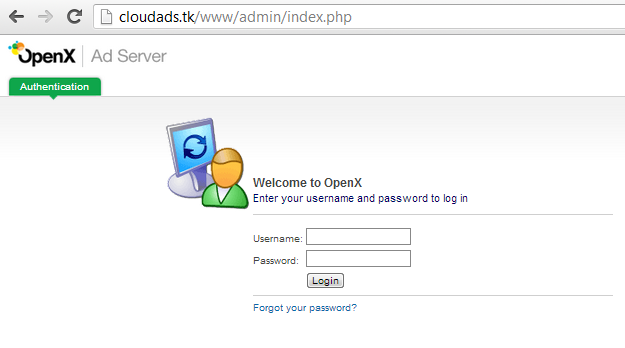 cloudads.tk/www/admin/index.php
OpenX Ad Server
Authentication
Welcome to OpenX
Enter your username and password to log in
Username:
Password:
Login
Forgot your password?